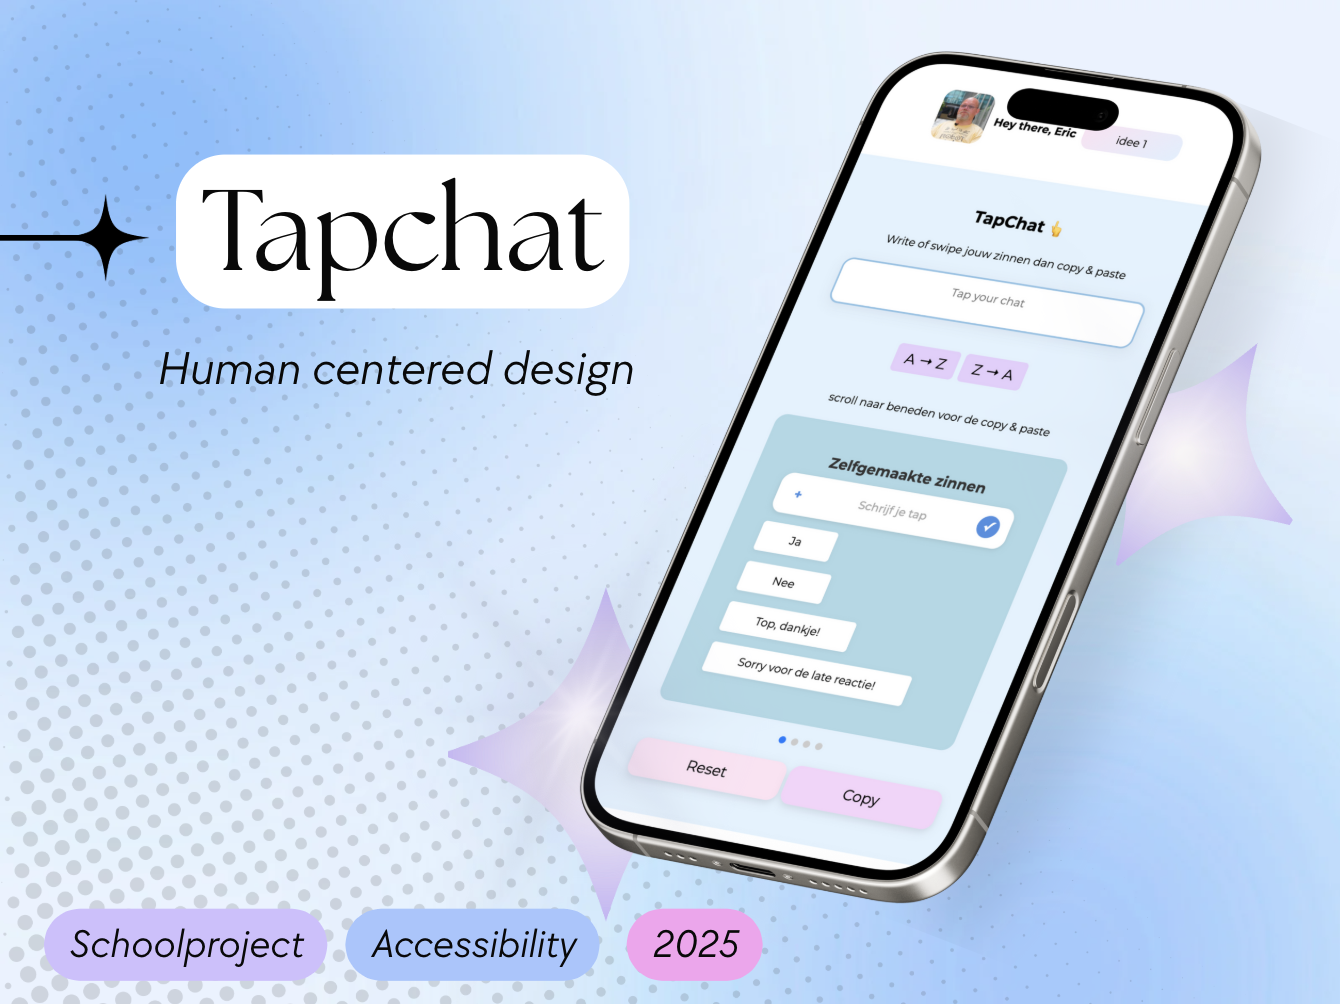 Tapchat
Human centered design
Hey there, Eric
idee 1
TapChat
Write of swipe jouw zinnen dan copy & paste
Tap your chat
A → Z
Z → A
scroll naar beneden voor de copy & paste
Zelfgemaakte zinnen
+ Schrijf je tap
Ja
Nee
Top, dankje!
Sorry voor de late reactie!
Reset
Copy
Schoolproject
Accessibility
2025